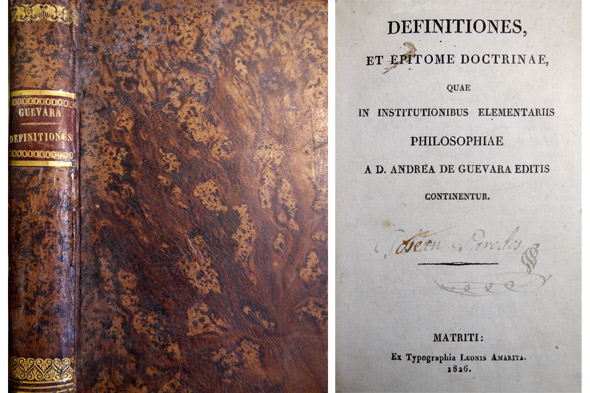 GUEVARA
DEFINITIONES.
DEFINITIONES,
ET EPITOME DOCTRINAE,
QUAE
IN INSTITUTIONIBUS ELEMENTARIIS
PHILOSOPHIAE
A D. ANDREA DE GUEVARA EDITIS
CONTINENTUR.
Paredes
MATRITI:
Ex Typographia Leonis Amarita.
1826.